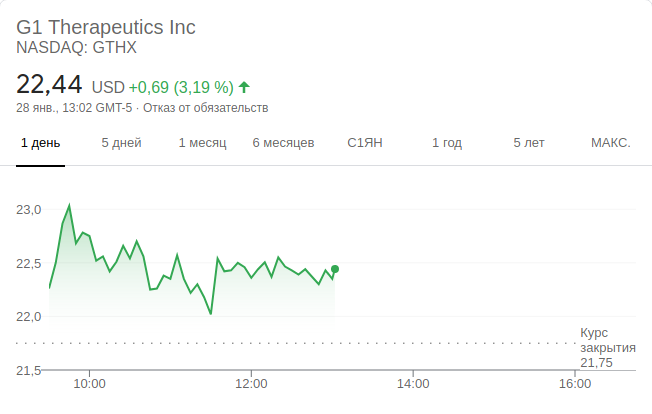 G1 Therapeutics Inc
NASDAQ: GTHX
22,44 USD +0,69 (3,19 %)
28 янв., 13:02 GMT-5 · Отказ от обязательств
1 день 5 дней 1 месяц 6 месяцев С1ЯН 1 год 5 лет МАКС.
23,0
22,5
22,0
Курс
закрытия
21,75
21,5
10:00 12:00 14:00 16:00